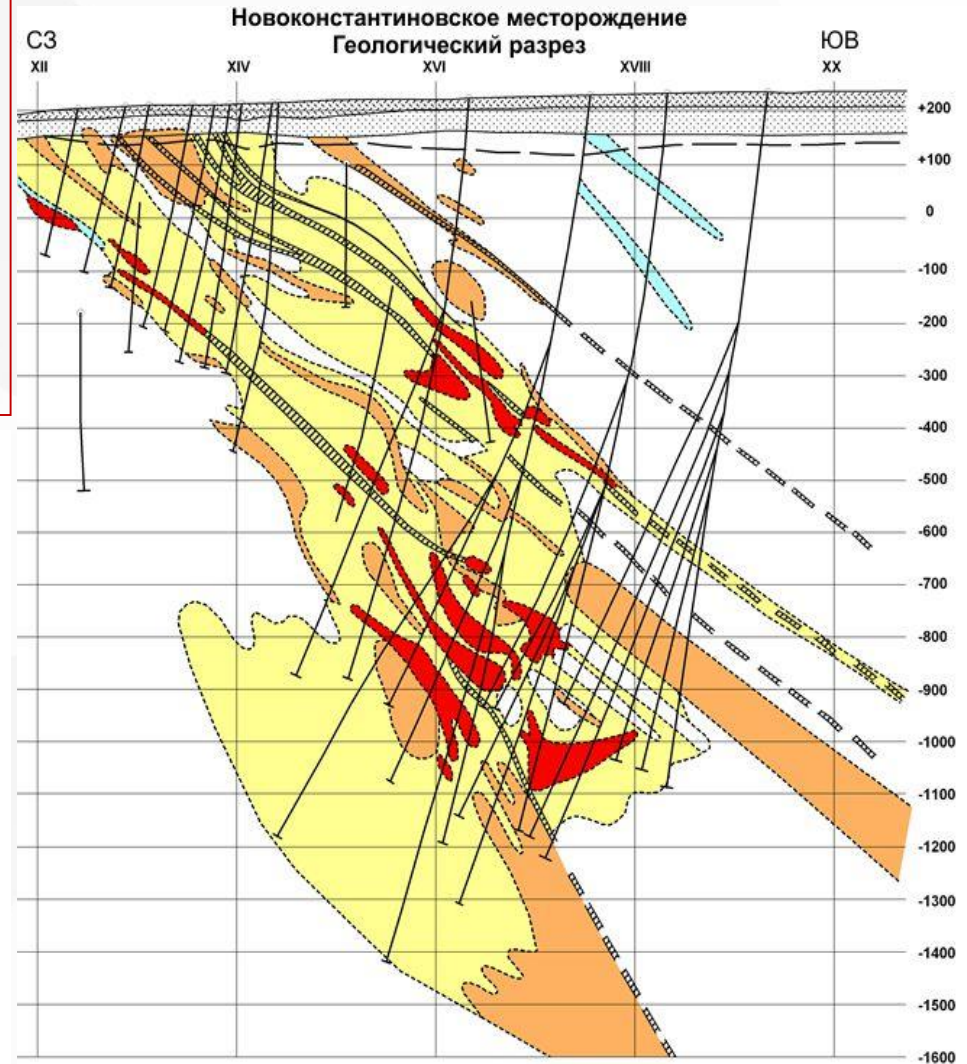 Новоконстантиновское месторождение
Геологический разрез
СЗ
ЮВ
XII
XIV
XVI
XVIII
XX
+200
+100
0
-100
-200
-300
-400
-500
-600
-700
-800
-900
-1000
-1100
-1200
-1300
-1400
-1500
-1600